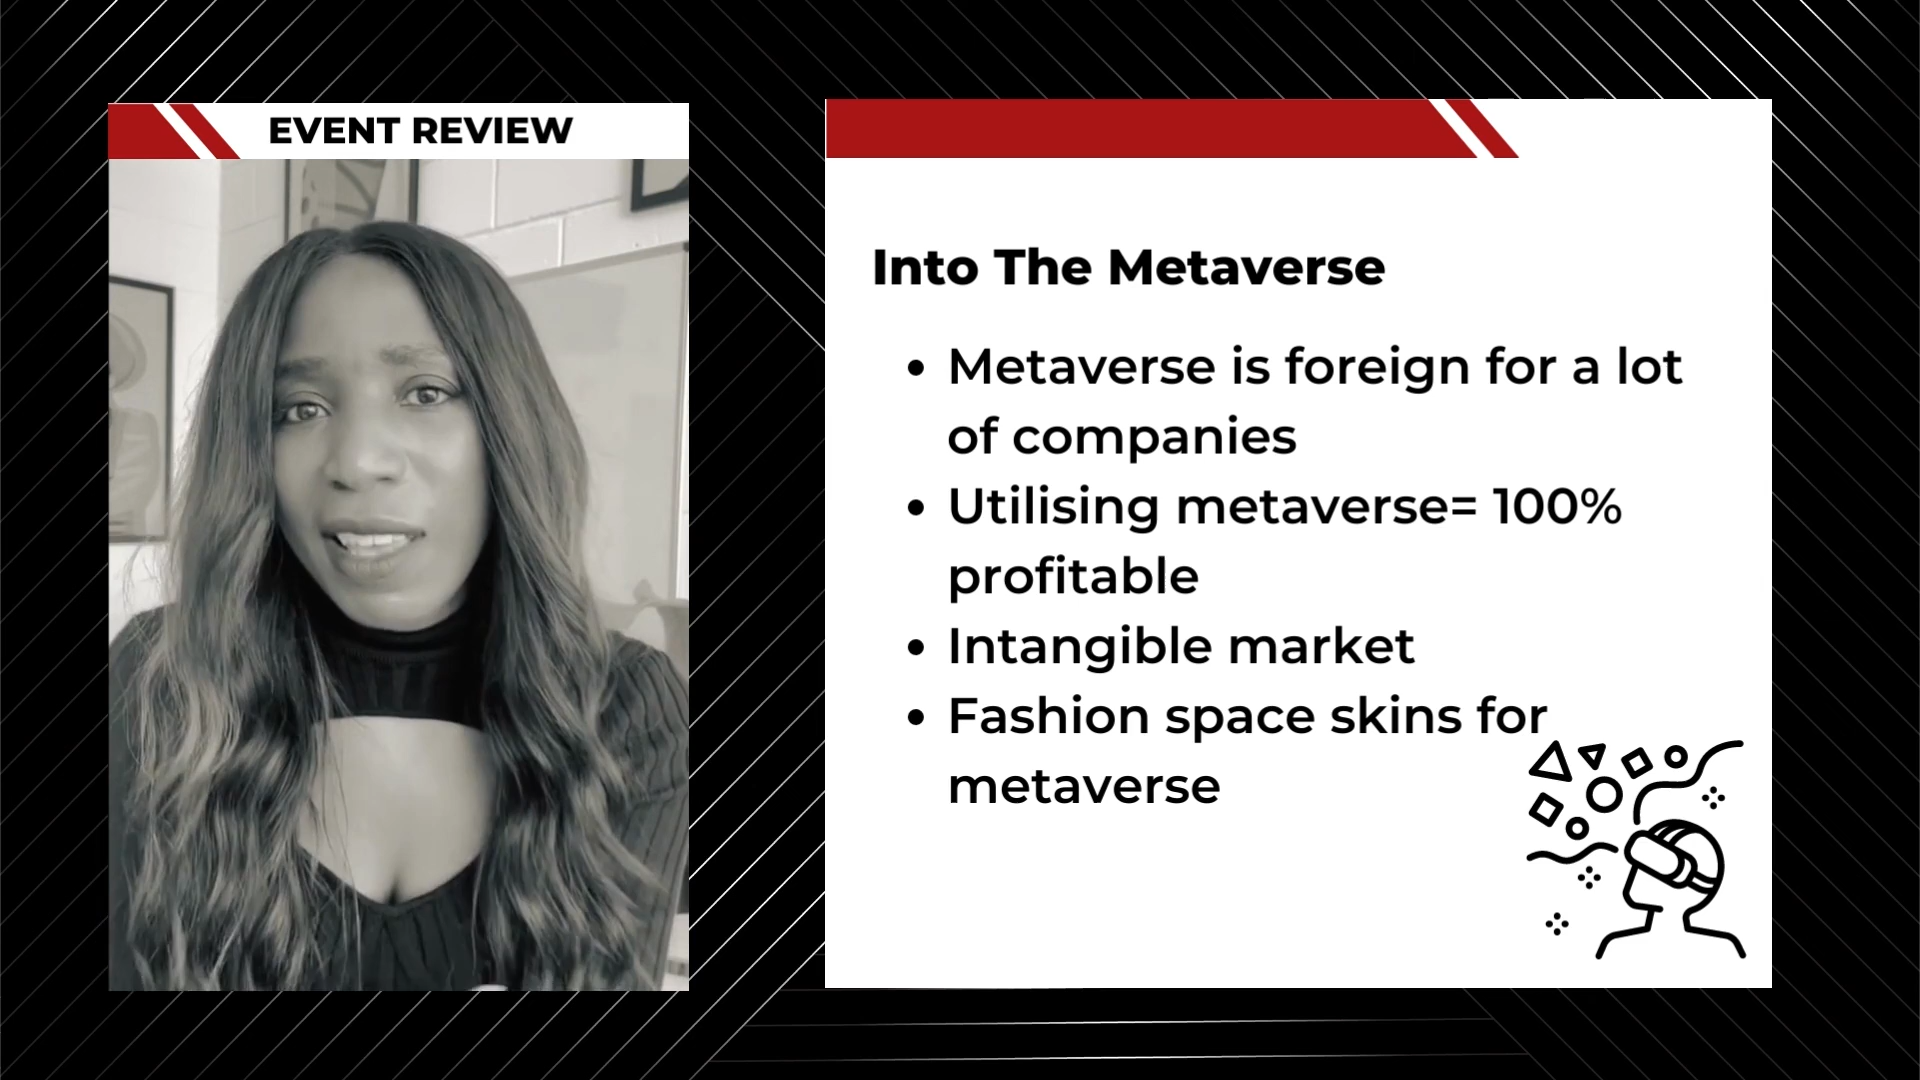 EVENT REVIEW
Into The Metaverse
• Metaverse is foreign for a lot
of companies
• Utilising metaverse= 100%
profitable
• Intangible market
• Fashion space skins for
metaverse